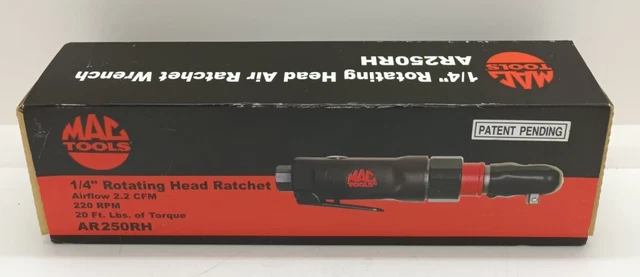 1/4" Rotating Head Air Ratchet Wrench
AR250RH
MAC
TOOLS
MAC
TOOLS
PATENT PENDING
1/4" Rotating Head Ratchet
Airflow 2.2 CFM
220 RPM
20 Ft. Lbs. of Torque
AR250RH
MAC
TOOLS